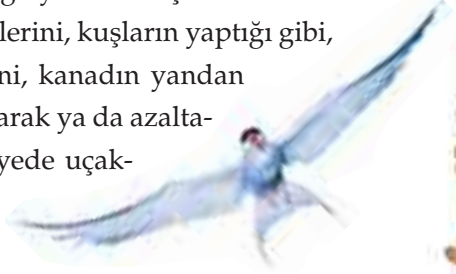 lerini, kuşların yaptığı gibi,
ni, kanadın yandan
arak ya da azalta-
yede uçak-